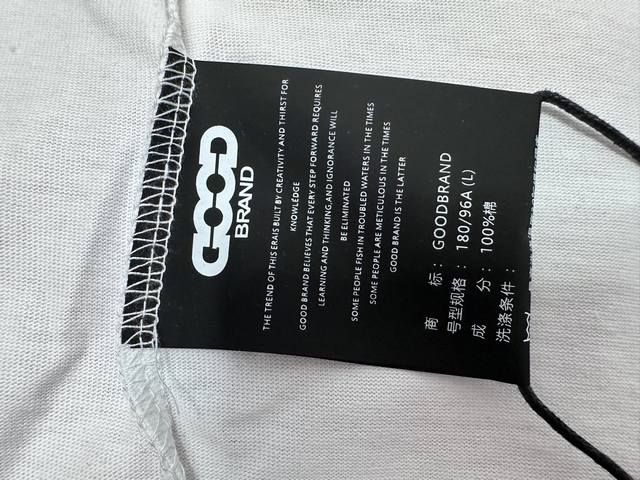 GOOD
BRAND
THE TREND OF THIS ERAIS BUILT BY CREATIVITY AND THIRST FOR
KNOWLEDGE
GOOD BRAND BELIEVES THAT EVERY STEP FORWARD REQUIRES
LEARNING AND THINKING,AND IGNORANCE WILL
BE ELIMINATED
SOME PEOPLE FISH IN TROUBLED WATERS IN THE TIMES
SOME PEOPLE ARE METICULOUS IN THE TIMES
GOOD BRAND IS THE LATTER
商 标：GOODBRAND
号型规格：180/96A (L)
成 分：100%棉
洗涤条件：